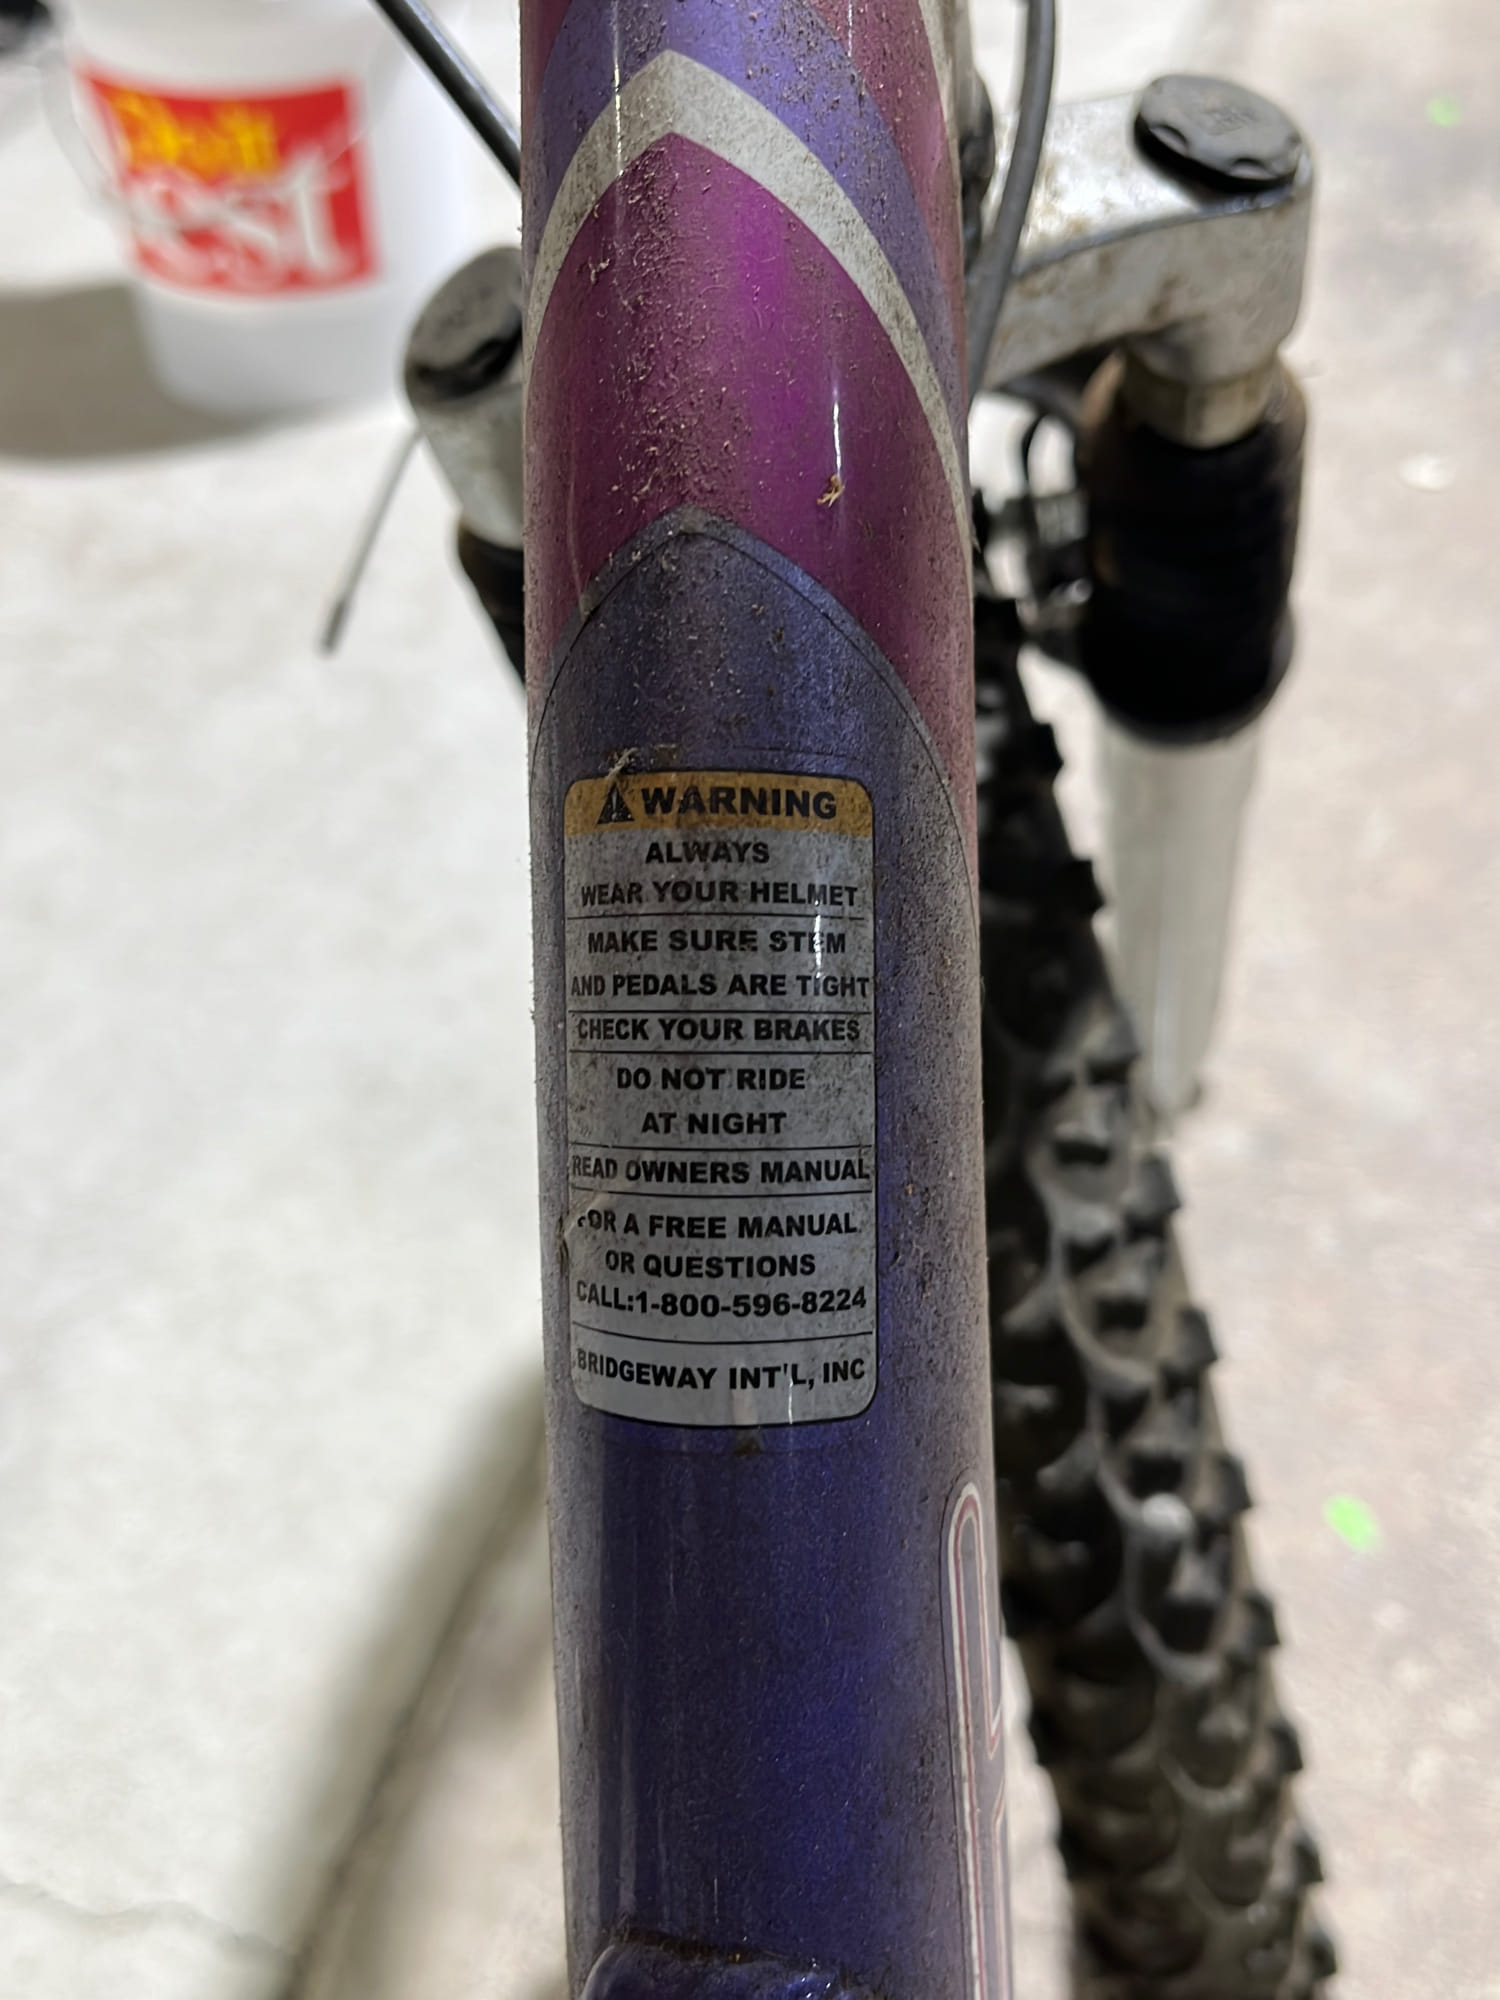 WARNING
ALWAYS
WEAR YOUR HELMET
MAKE SURE STEM
AND PEDALS ARE TIGHT
CHECK YOUR BRAKES
DO NOT RIDE
AT NIGHT
READ OWNERS MANUAL
FOR A FREE MANUAL
OR QUESTIONS
CALL:1-800-596-8224
BRIDGEWAY INT'L, INC